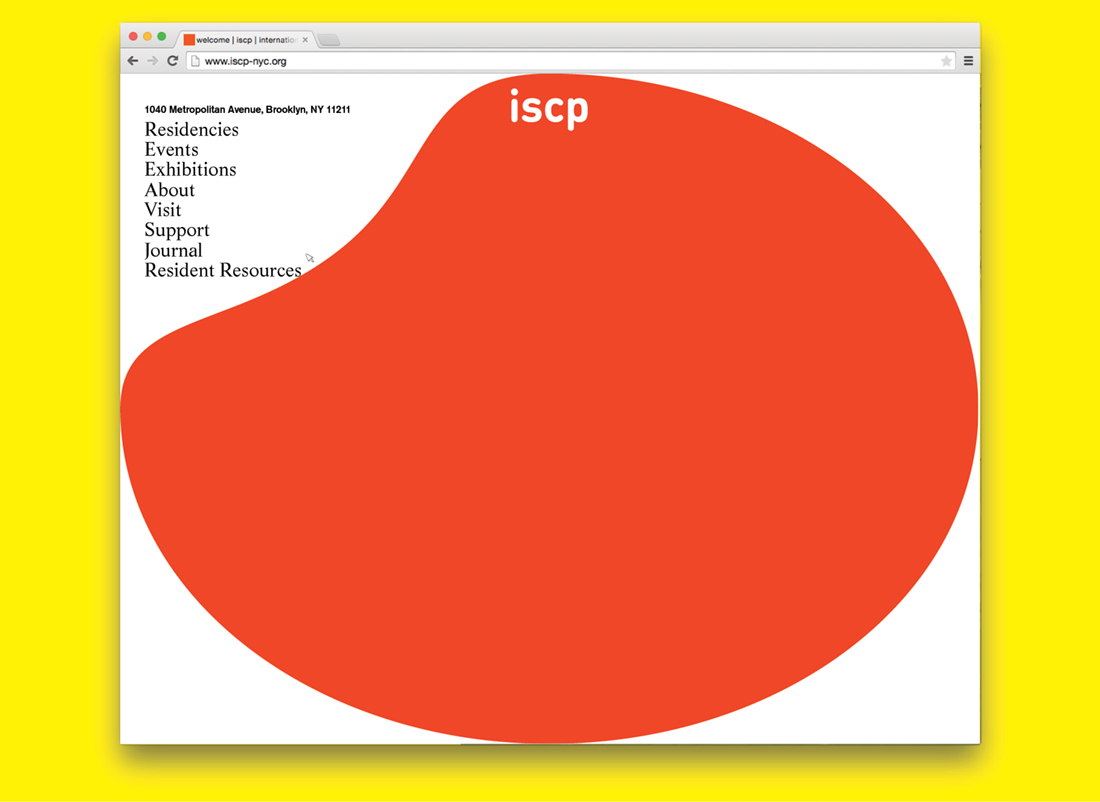 welcome | iscp | internatio
www.iscp-nyc.org
iscp
1040 Metropolitan Avenue, Brooklyn, NY 11211
Residencies
Events
Exhibitions
About
Visit
Support
Journal
Resident Resources